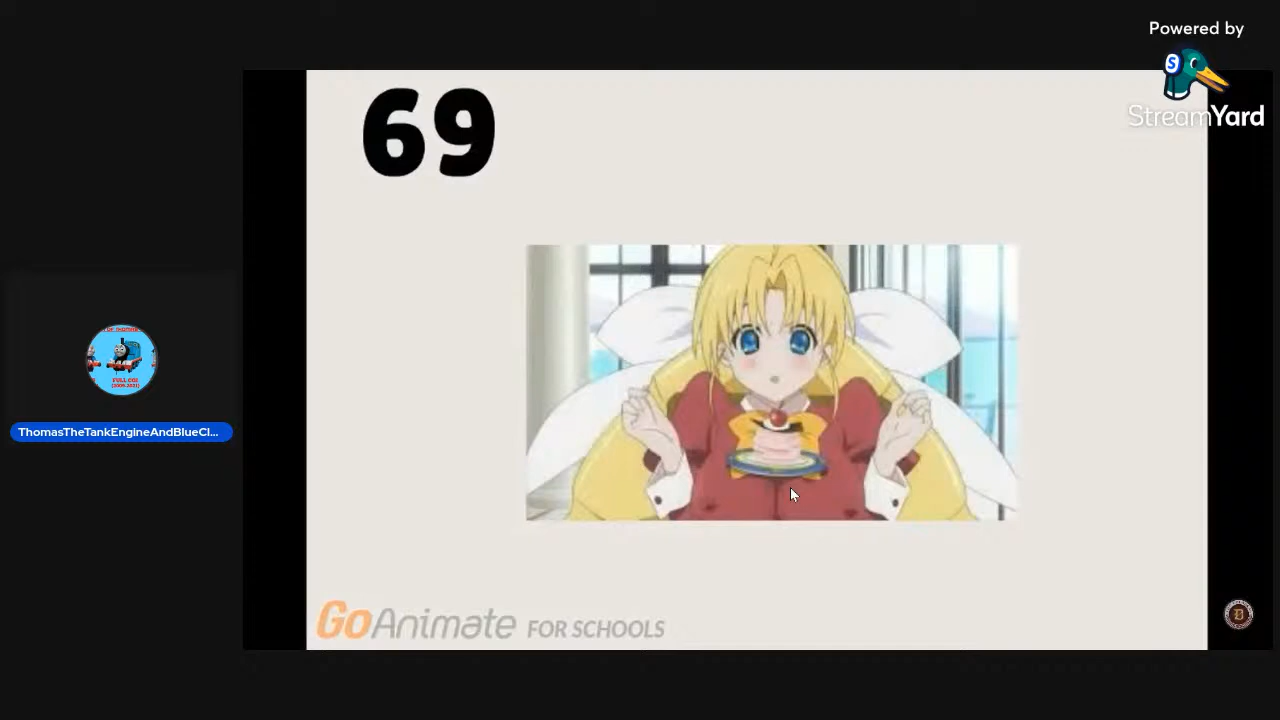 Powered by
StreamYard
69
ThomasTheTankEngineAndBlueCl...
GoAnimate FOR SCHOOLS